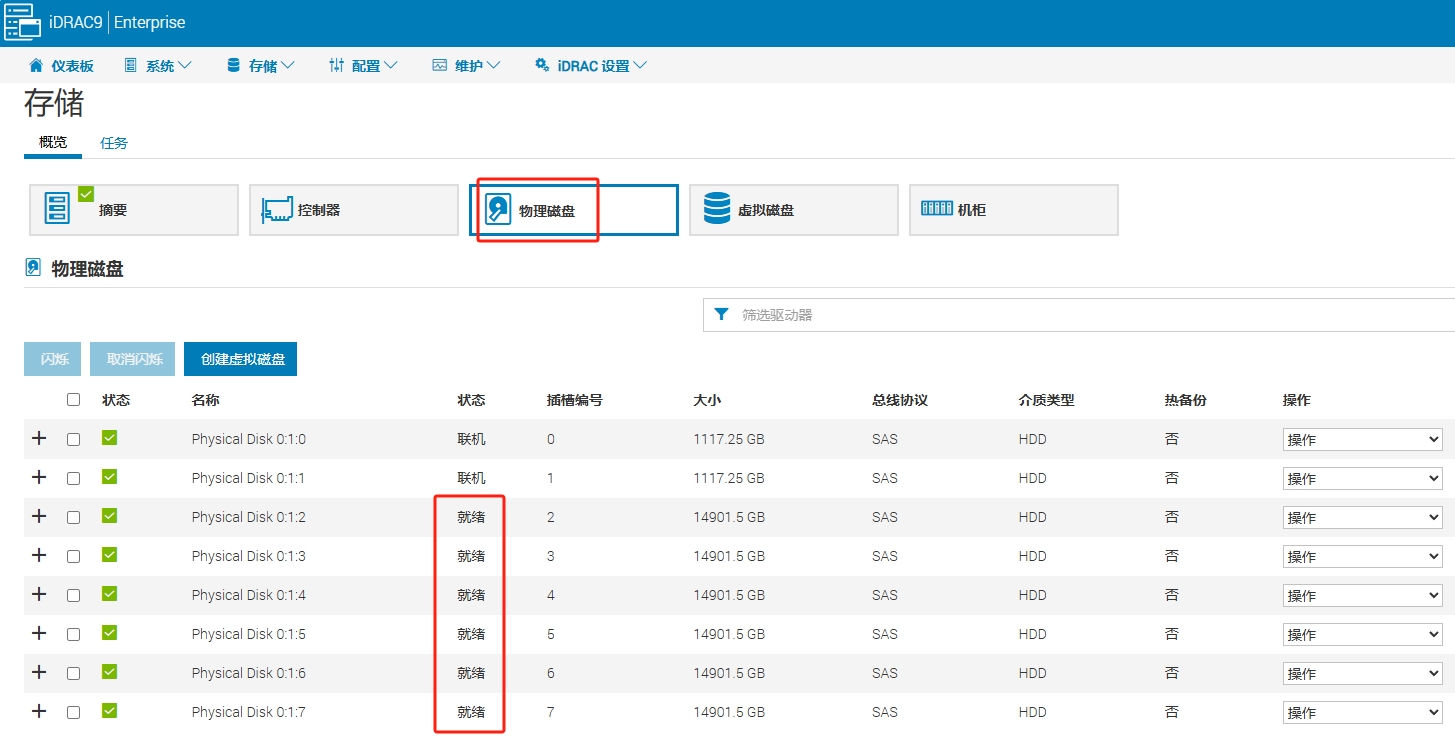 iDRAC9 | Enterprise
仪表板 系统 存储 配置 维护 iDRAC 设置
存储
概览 任务
摘要 控制器 物理磁盘 虚拟磁盘 机柜
物理磁盘
筛选驱动器
闪烁 取消闪烁 创建虚拟磁盘
状态 名称 状态 插槽编号 大小 总线协议 介质类型 热备份 操作
+ Physical Disk 0:1:0 联机 0 1117.25 GB SAS HDD 否 操作
+ Physical Disk 0:1:1 联机 1 1117.25 GB SAS HDD 否 操作
+ Physical Disk 0:1:2 就绪 2 14901.5 GB SAS HDD 否 操作
+ Physical Disk 0:1:3 就绪 3 14901.5 GB SAS HDD 否 操作
+ Physical Disk 0:1:4 就绪 4 14901.5 GB SAS HDD 否 操作
+ Physical Disk 0:1:5 就绪 5 14901.5 GB SAS HDD 否 操作
+ Physical Disk 0:1:6 就绪 6 14901.5 GB SAS HDD 否 操作
+ Physical Disk 0:1:7 就绪 7 14901.5 GB SAS HDD 否 操作